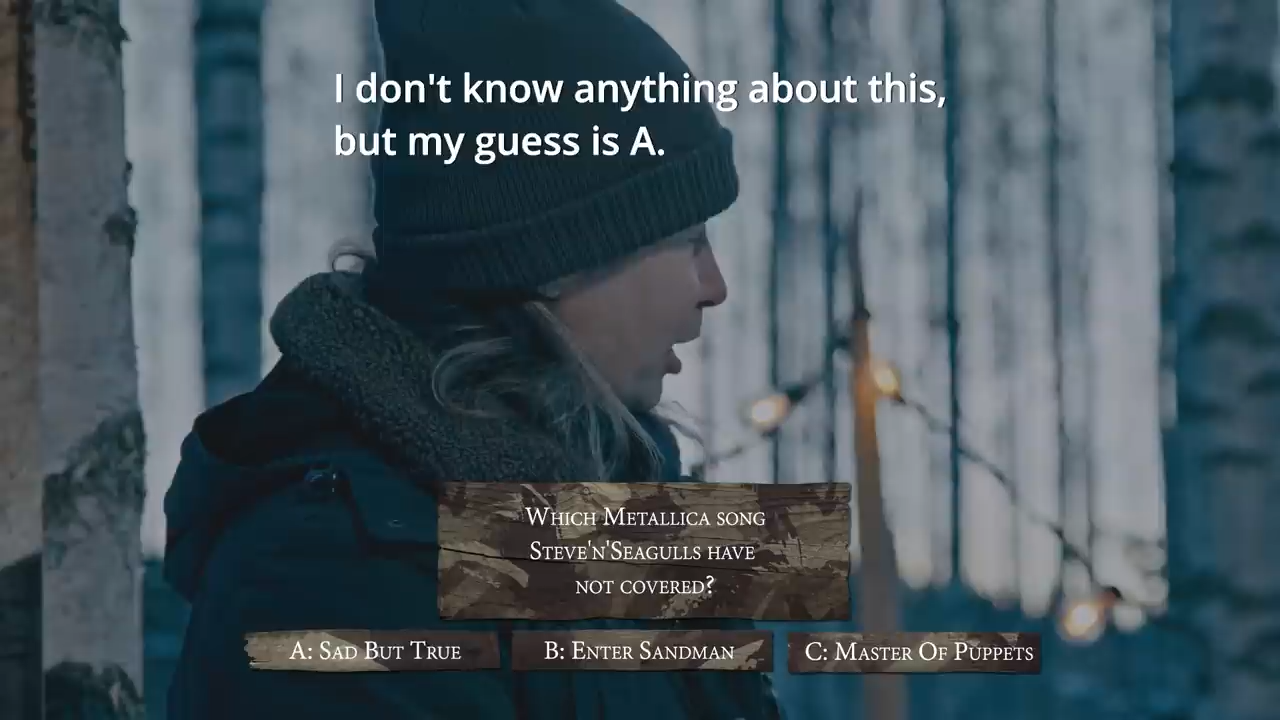 I don't know anything about this,
but my guess is A.
Which Metallica song
Steve'n'Seagulls have
not covered?
A: Sad But True
B: Enter Sandman
C: Master Of Puppets